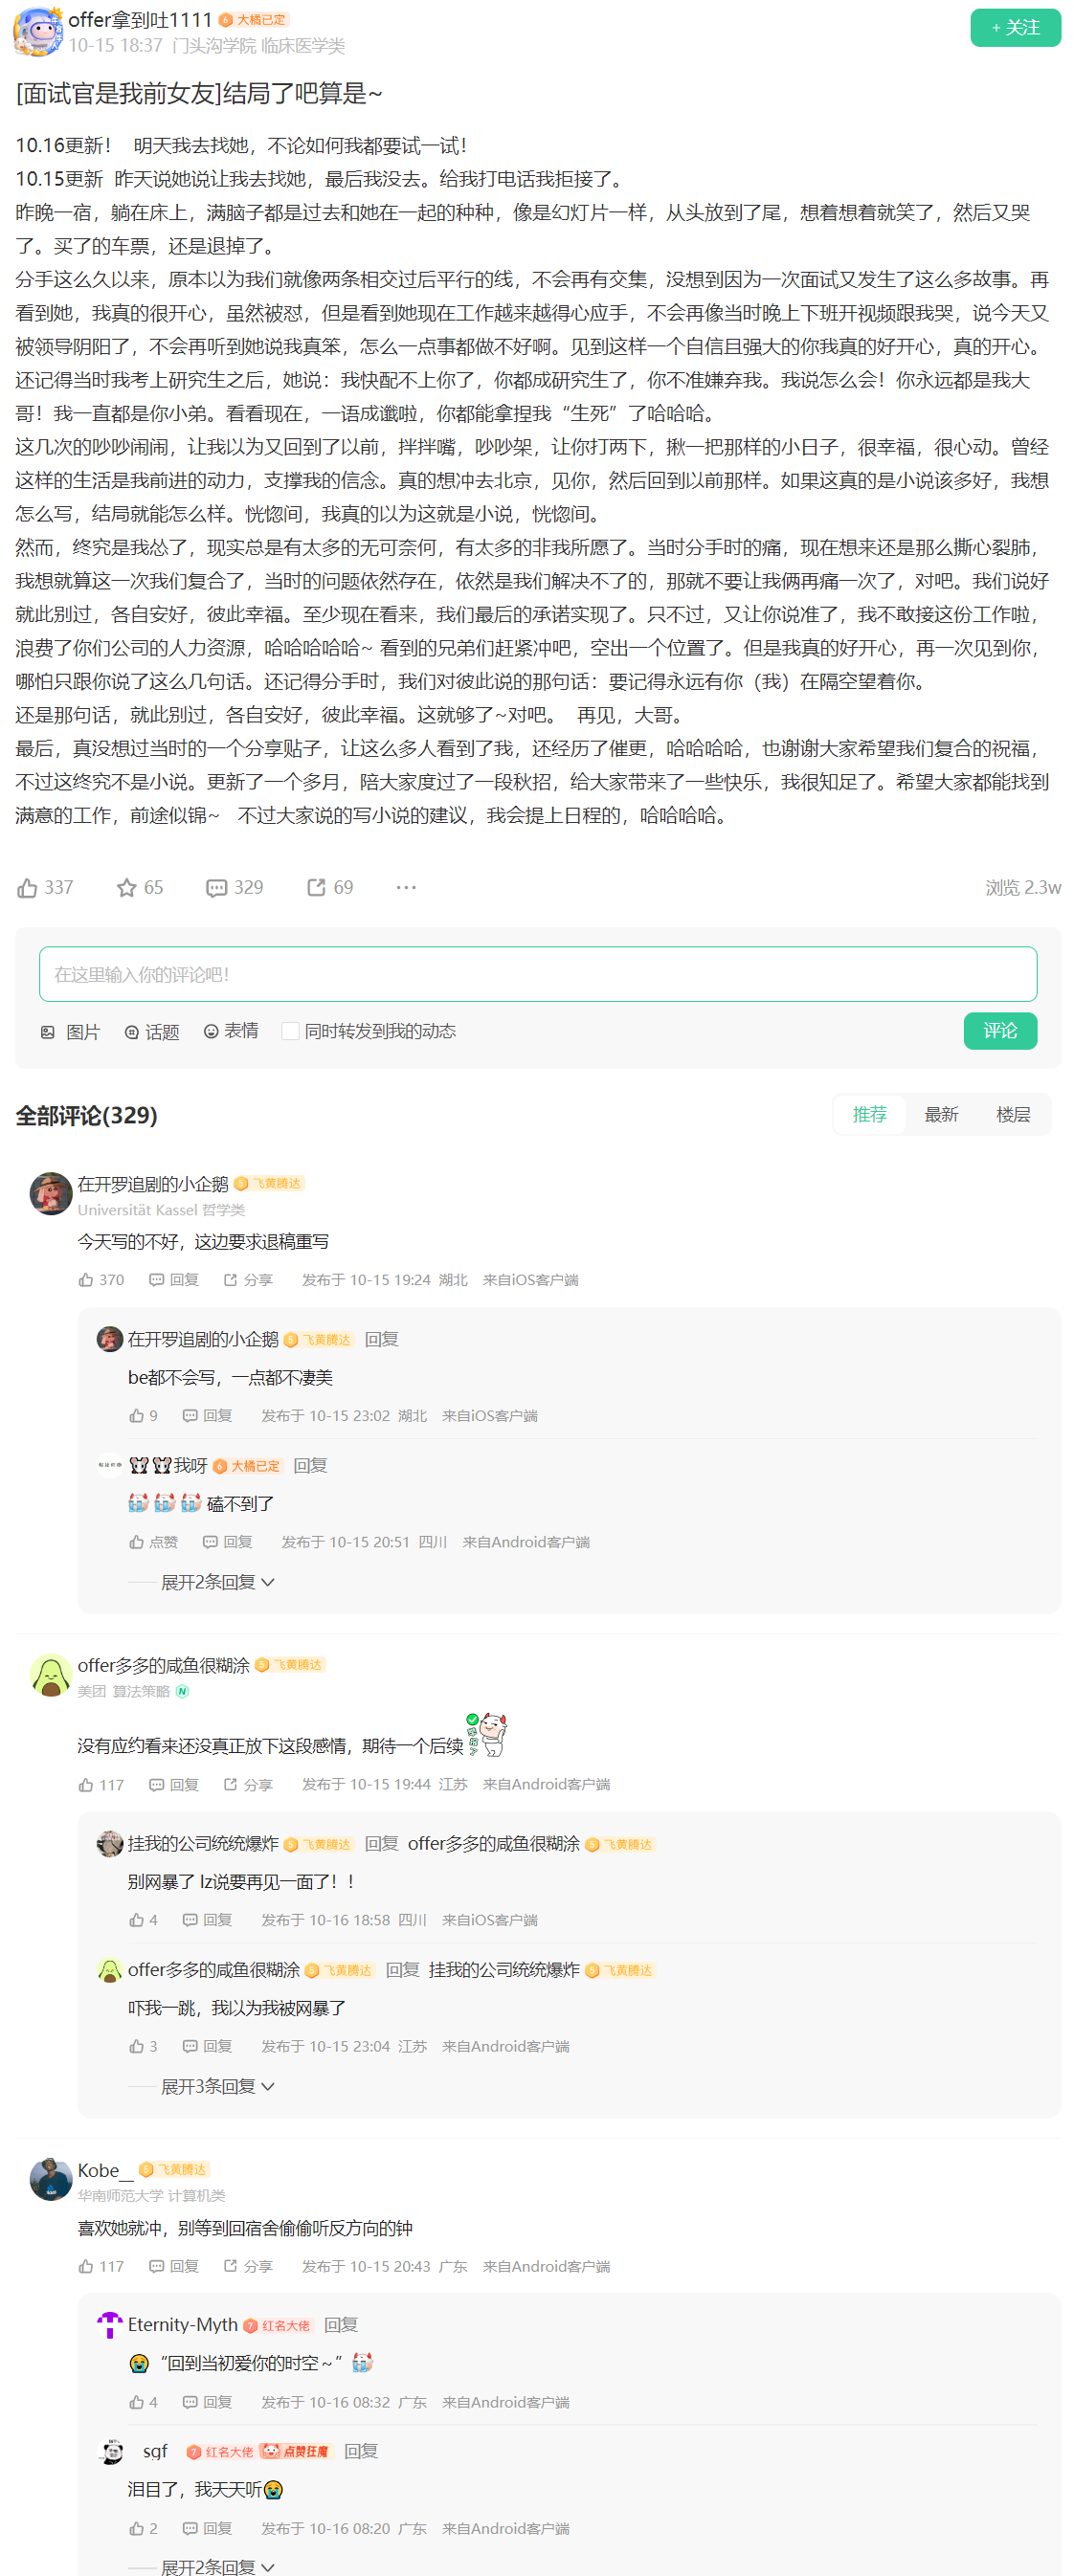 offer拿到吐1111 6 大橘已定
+ 关注
10-15 18:37 门头沟学院 临床医学类
[面试官是我前女友]结局了吧算是~
10.16更新！ 明天我去找她，不论如何我都要试一试！
10.15更新 昨天说她说让我去找她，最后我没去。给我打电话我拒接了。
昨晚一宿，躺在床上，满脑子都是过去和她在一起的种种，像是幻灯片一样，从头放到了尾，想着想着就笑了，然后又哭
了。买了的车票，还是退掉了。
分手这么久以来，原本以为我们就像两条相交过后平行的线，不会再有交集，没想到因为一次面试又发生了这么多故事。再
看到她，我真的很开心，虽然被怼，但是看到她现在工作越来越得心应手，不会再像当时晚上下班开视频跟我哭，说今天又
被领导阴阳了，不会再听到她说我真笨，怎么一点事都做不好啊。见到这样一个自信且强大的你我真的好开心，真的开心。
还记得当时我考上研究生之后，她说：我快配不上你了，你都成研究生了，你不准嫌弃我。我说怎么会！你永远都是我大
哥！我一直都是你小弟。看看现在，一语成谶啦，你都能拿捏我“生死”了哈哈哈。
这几次的吵吵闹闹，让我以为又回到了以前，拌拌嘴，吵吵架，让你打两下，揪一把那样的小日子，很幸福，很心动。曾经
这样的生活是我前进的动力，支撑我的信念。真的想冲去北京，见你，然后回到以前那样。如果这真的是小说该多好，我想
怎么写，结局就能怎么样。恍惚间，我真的以为这就是小说，恍惚间。
然而，终究是我怂了，现实总是有太多的无可奈何，有太多的非我所愿了。当时分手时的痛，现在想来还是那么撕心裂肺，
我想就算这一次我们复合了，当时的问题依然存在，依然是我们解决不了的，那就不要让我俩再痛一次了，对吧。我们说好
就此别过，各自安好，彼此幸福。至少现在看来，我们最后的承诺实现了。只不过，又让你说准了，我不敢接这份工作啦，
浪费了你们公司的人力资源，哈哈哈哈哈~ 看到的兄弟们赶紧冲吧，空出一个位置了。但是我真的好开心，再一次见到你，
哪怕只跟你说了这么几句话。还记得分手时，我们对彼此说的那句话：要记得永远有你（我）在隔空望着你。
还是那句话，就此别过，各自安好，彼此幸福。这就够了~对吧。 再见，大哥。
最后，真没想过当时的一个分享贴子，让这么多人看到了我，还经历了催更，哈哈哈哈，也谢谢大家希望我们复合的祝福，
不过这终究不是小说。更新了一个多月，陪大家度过了一段秋招，给大家带来了一些快乐，我很知足了。希望大家都能找到
满意的工作，前途似锦~ 不过大家说的写小说的建议，我会提上日程的，哈哈哈哈。
337 65 329 69 ··· 浏览 2.3w
在这里输入你的评论吧！
图片 话题 表情 同时转发到我的动态 评论
全部评论(329) 推荐 最新 楼层
在开罗追剧的小企鹅 5 飞黄腾达
Universität Kassel 哲学类
今天写的不好，这边要求退稿重写
370 回复 分享 发布于 10-15 19:24 湖北 来自iOS客户端
在开罗追剧的小企鹅 5 飞黄腾达 回复
be都不会写，一点都不凄美
9 回复 发布于 10-15 23:02 湖北 来自iOS客户端
我呀 6 大橘已定 回复
磕不到了
点赞 回复 发布于 10-15 20:51 四川 来自Android客户端
展开2条回复
offer多多的咸鱼很糊涂 5 飞黄腾达
美团 算法策略 N
没有应约看来还没真正放下这段感情，期待一个后续
117 回复 分享 发布于 10-15 19:44 江苏 来自Android客户端
挂我的公司统统爆炸 5 飞黄腾达 回复 offer多多的咸鱼很糊涂 5 飞黄腾达
别网暴了 lz说要再见一面了！！
4 回复 发布于 10-16 18:58 四川 来自iOS客户端
offer多多的咸鱼很糊涂 5 飞黄腾达 回复 挂我的公司统统爆炸 5 飞黄腾达
吓我一跳，我以为我被网暴了
3 回复 发布于 10-15 23:04 江苏 来自Android客户端
展开3条回复
Kobe__ 5 飞黄腾达
华南师范大学 计算机类
喜欢她就冲，别等到回宿舍偷偷听反方向的钟
117 回复 分享 发布于 10-15 20:43 广东 来自Android客户端
Eternity-Myth 7 红名大佬 回复
😭“回到当初爱你的时空～”
4 回复 发布于 10-16 08:32 广东 来自Android客户端
sgf 7 红名大佬 点赞狂魔 回复
泪目了，我天天听😭
2 回复 发布于 10-16 08:20 广东 来自Android客户端
展开2条回复